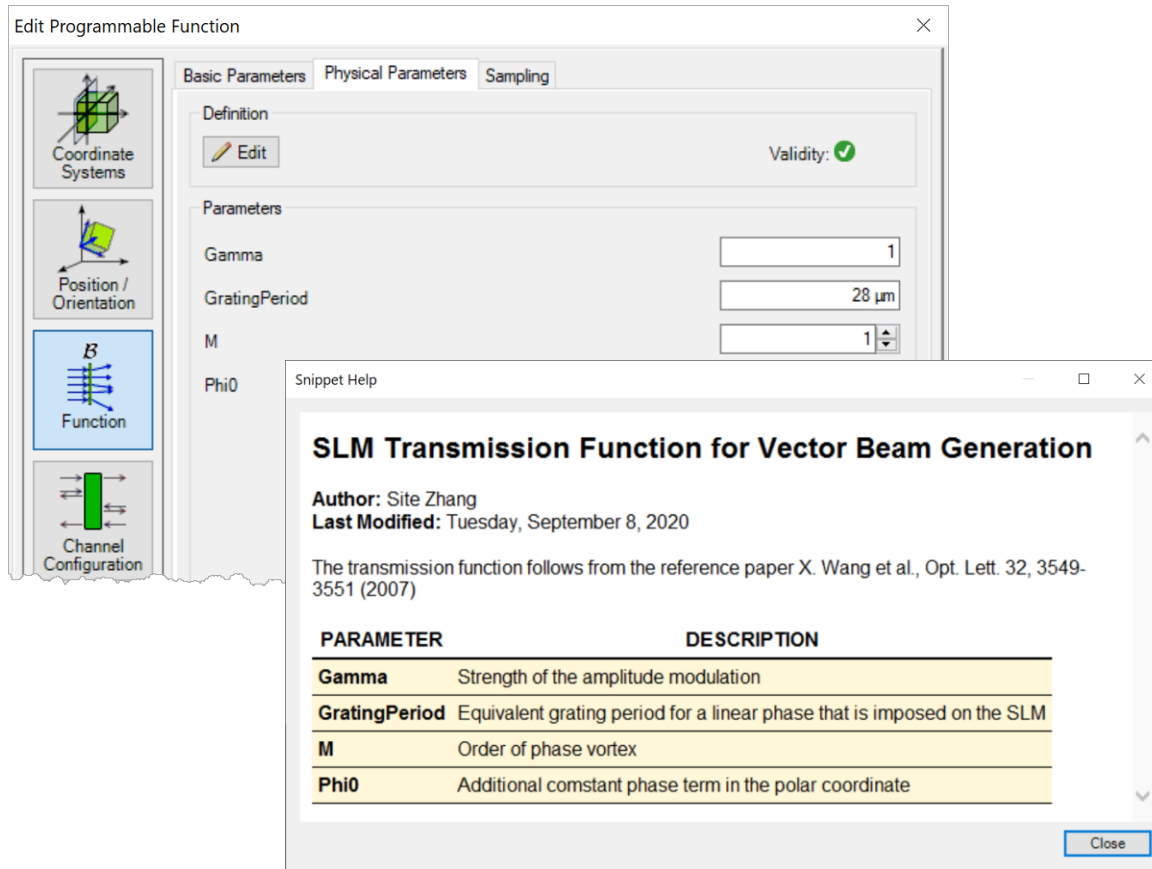 Edit Programmable Function
Coordinate
Systems
Position /
Orientation
B
Function
Channel
Configuration
Basic Parameters
Physical Parameters
Sampling
Definition
Edit
Validity:
Parameters
Gamma
1
GratingPeriod
28 µm
M
1
Phi0
Snippet Help
SLM Transmission Function for Vector Beam Generation
Author: Site Zhang
Last Modified: Tuesday, September 8, 2020
The transmission function follows from the reference paper X. Wang et al., Opt. Lett. 32, 3549-
3551 (2007)
PARAMETER DESCRIPTION
Gamma Strength of the amplitude modulation
GratingPeriod Equivalent grating period for a linear phase that is imposed on the SLM
M Order of phase vortex
Phi0 Additional comstant phase term in the polar coordinate
Close